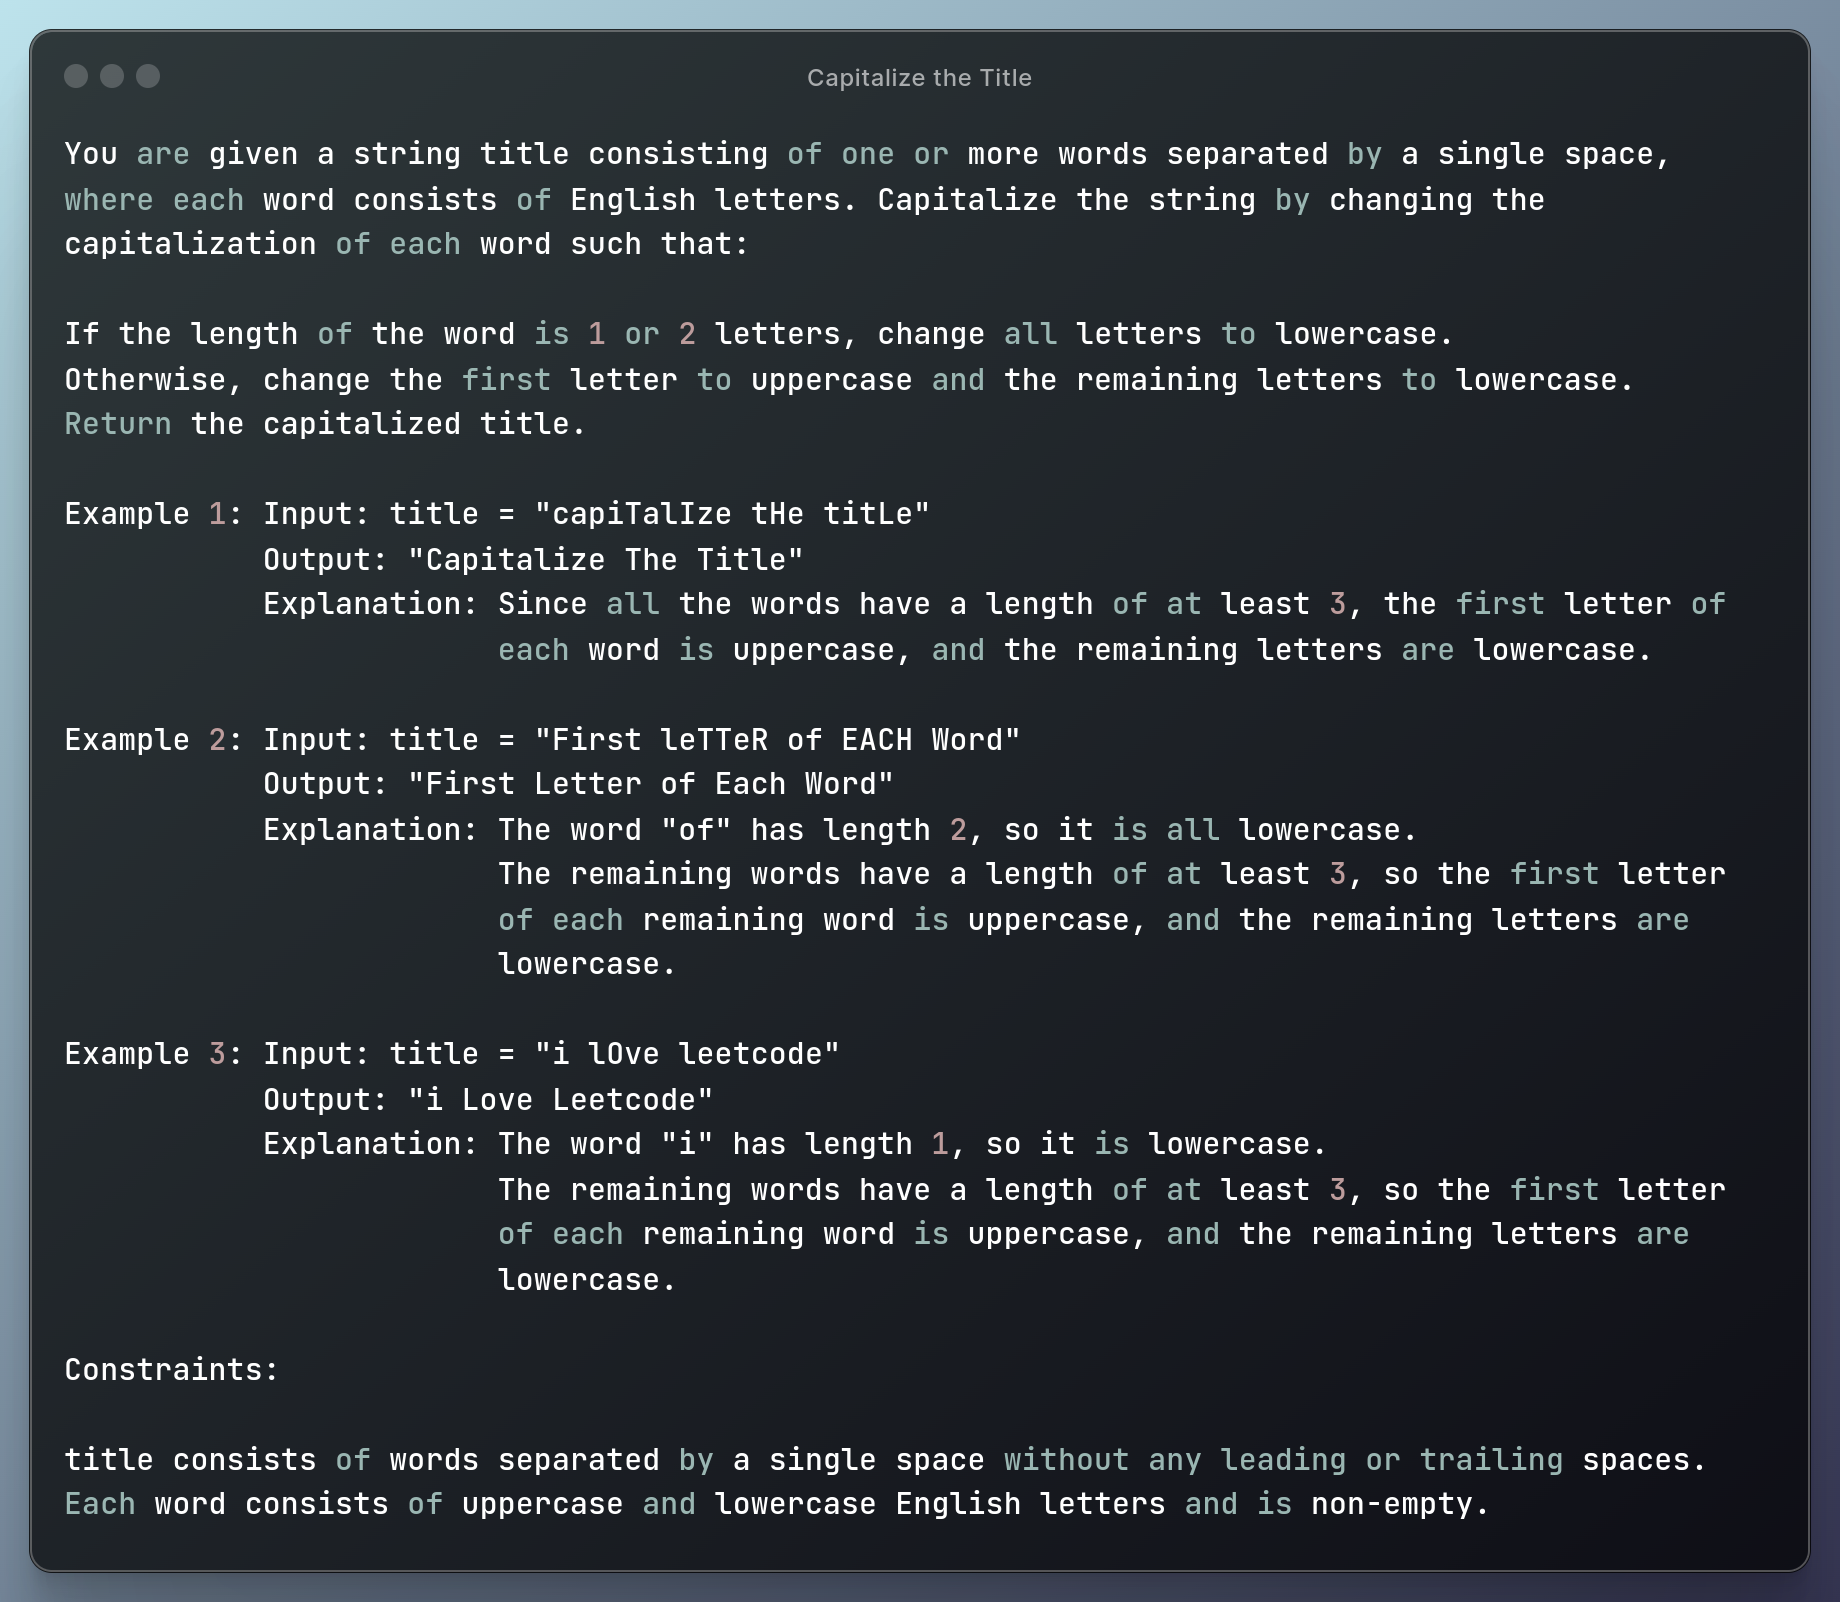 Capitalize the Title
You are given a string title consisting of one or more words separated by a single space,
where each word consists of English letters. Capitalize the string by changing the
capitalization of each word such that:
If the length of the word is 1 or 2 letters, change all letters to lowercase.
Otherwise, change the first letter to uppercase and the remaining letters to lowercase.
Return the capitalized title.
Example 1: Input: title = "capiTalIze tHe titLe"
Output: "Capitalize The Title"
Explanation: Since all the words have a length of at least 3, the first letter of
each word is uppercase, and the remaining letters are lowercase.
Example 2: Input: title = "First leTTeR of EACH Word"
Output: "First Letter of Each Word"
Explanation: The word "of" has length 2, so it is all lowercase.
The remaining words have a length of at least 3, so the first letter
of each remaining word is uppercase, and the remaining letters are
lowercase.
Example 3: Input: title = "i lOve leetcode"
Output: "i Love Leetcode"
Explanation: The word "i" has length 1, so it is lowercase.
The remaining words have a length of at least 3, so the first letter
of each remaining word is uppercase, and the remaining letters are
lowercase.
Constraints:
title consists of words separated by a single space without any leading or trailing spaces.
Each word consists of uppercase and lowercase English letters and is non-empty.